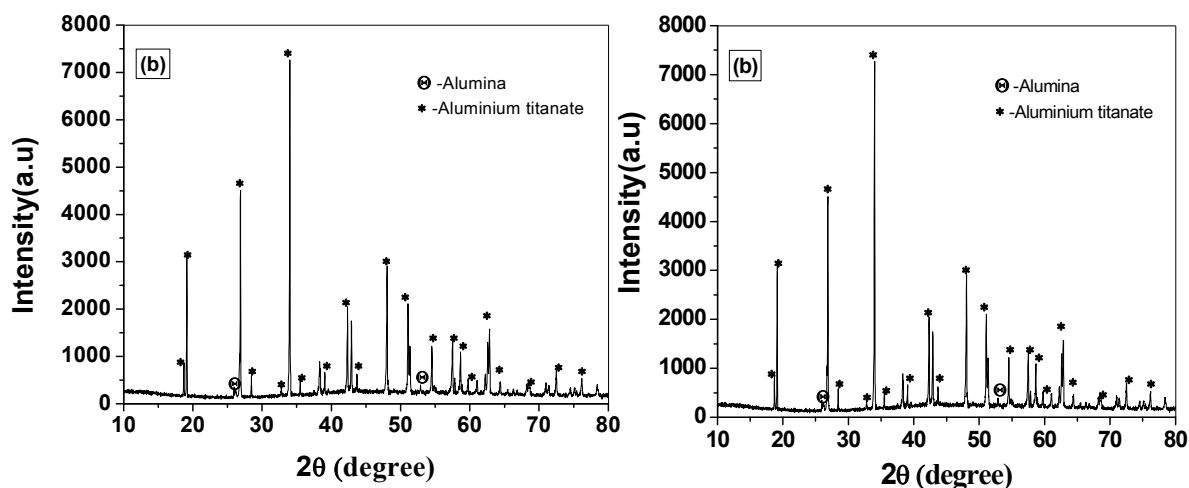 8000
7000
6000
5000
4000
3000
2000
1000
0
Intensity(a.u)
(b)
-Alumina
* -Aluminium titanate
10 20 30 40 50 60 70 80
2θ (degree)
8000
7000
6000
5000
4000
3000
2000
1000
0
Intensity(a.u)
(b)
-Alumina
* -Aluminium titanate
10 20 30 40 50 60 70 80
2θ (degree)